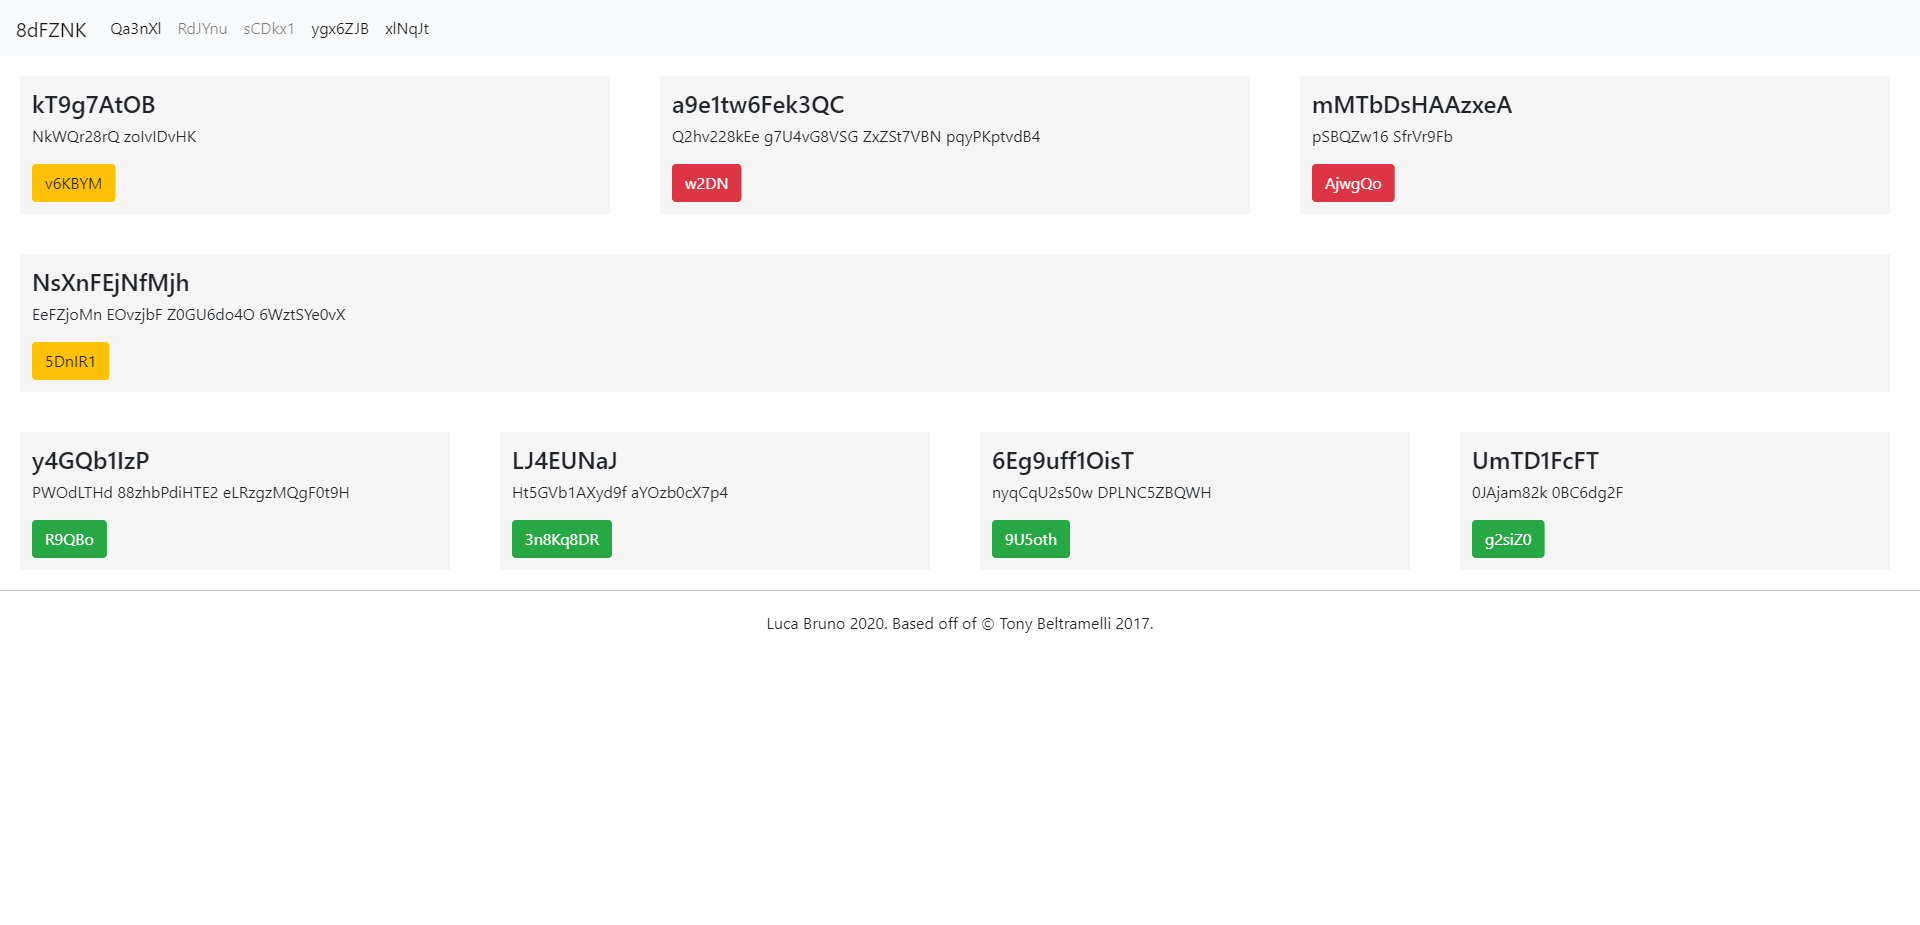 8dFZNK Qa3nXl RdJYnu sCDkx1 ygx6ZJB xlNqJt
kT9g7AtOB
NkWQr28rQ zoIvIDvHK
v6KBYM
a9e1tw6Fek3QC
Q2hv228kEe g7U4vG8VSG ZxZSt7VBN pqyPKptvdB4
w2DN
mMTbDsHAAzxeA
pSBQZw16 SfrVr9Fb
AjwgQo
NsXnFEjNfMjh
EeFZjoMn EOvzjbF Z0GU6do4O 6WztSYe0vX
5DnIR1
y4GQb1IzP
PWOdLTHd 88zhbPdiHTE2 eLRzgzMQgF0t9H
R9QBo
LJ4EUNaJ
Ht5GVb1AXyd9f aYOzb0cX7p4
3n8Kq8DR
6Eg9uff1OisT
nyqCqU2s50w DPLNC5ZBQWH
9U5oth
UmTD1FcFT
0JAjam82k 0BC6dg2F
g2siZ0
Luca Bruno 2020. Based off of © Tony Beltramelli 2017.